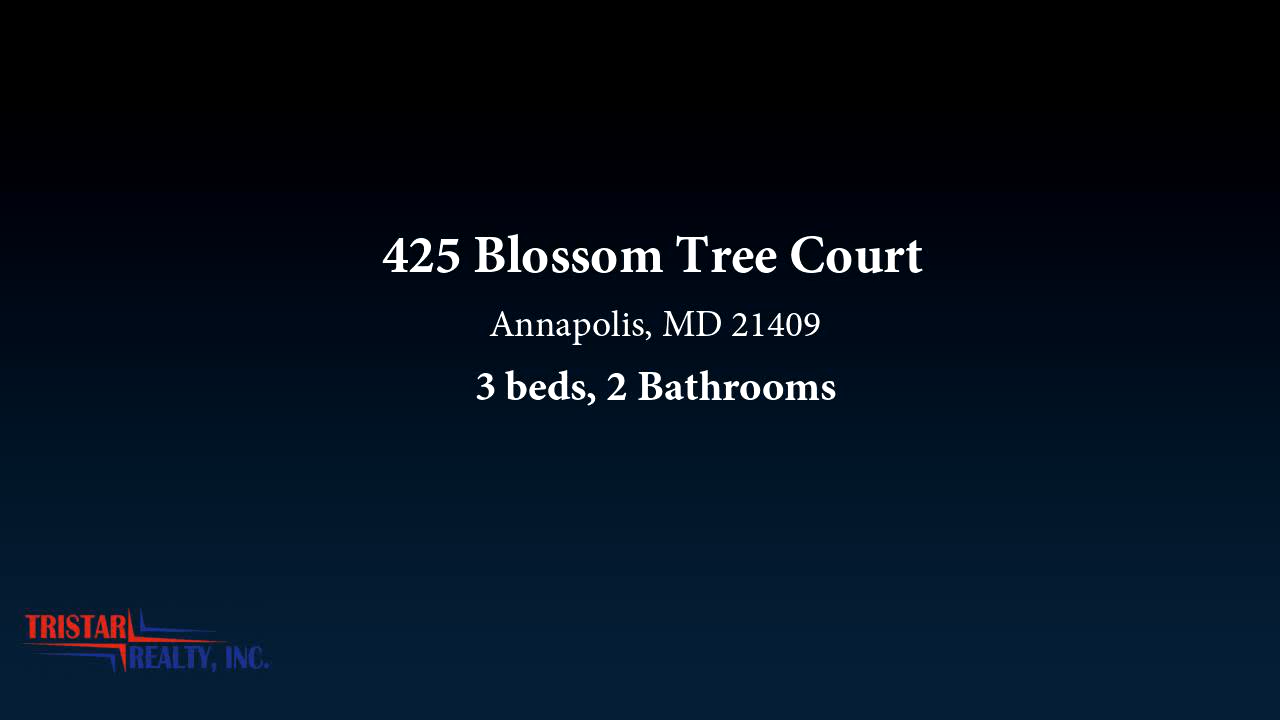 425 Blossom Tree Court
Annapolis, MD 21409
3 beds, 2 Bathrooms
TRISTAR
REALTY, INC.